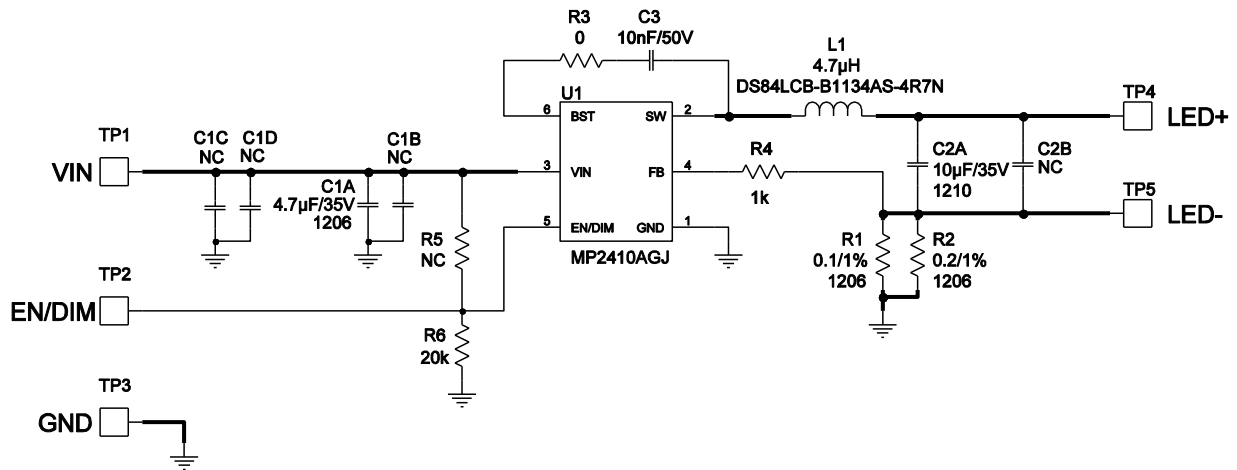 R3
0
C3
10nF/50V
L1
4.7µH
DS84LCB-B1134AS-4R7N
U1
6
BST
SW
2
TP4
LED+
TP1
VIN
C1C
NC
C1D
NC
C1B
NC
C1A
4.7µF/35V
1206
3
VIN
FB
4
R4
1k
C2A
10µF/35V
1210
C2B
NC
TP5
LED-
5
EN/DIM
GND
1
MP2410AGJ
R5
NC
R1
0.1/1%
1206
R2
0.2/1%
1206
TP2
EN/DIM
R6
20k
TP3
GND